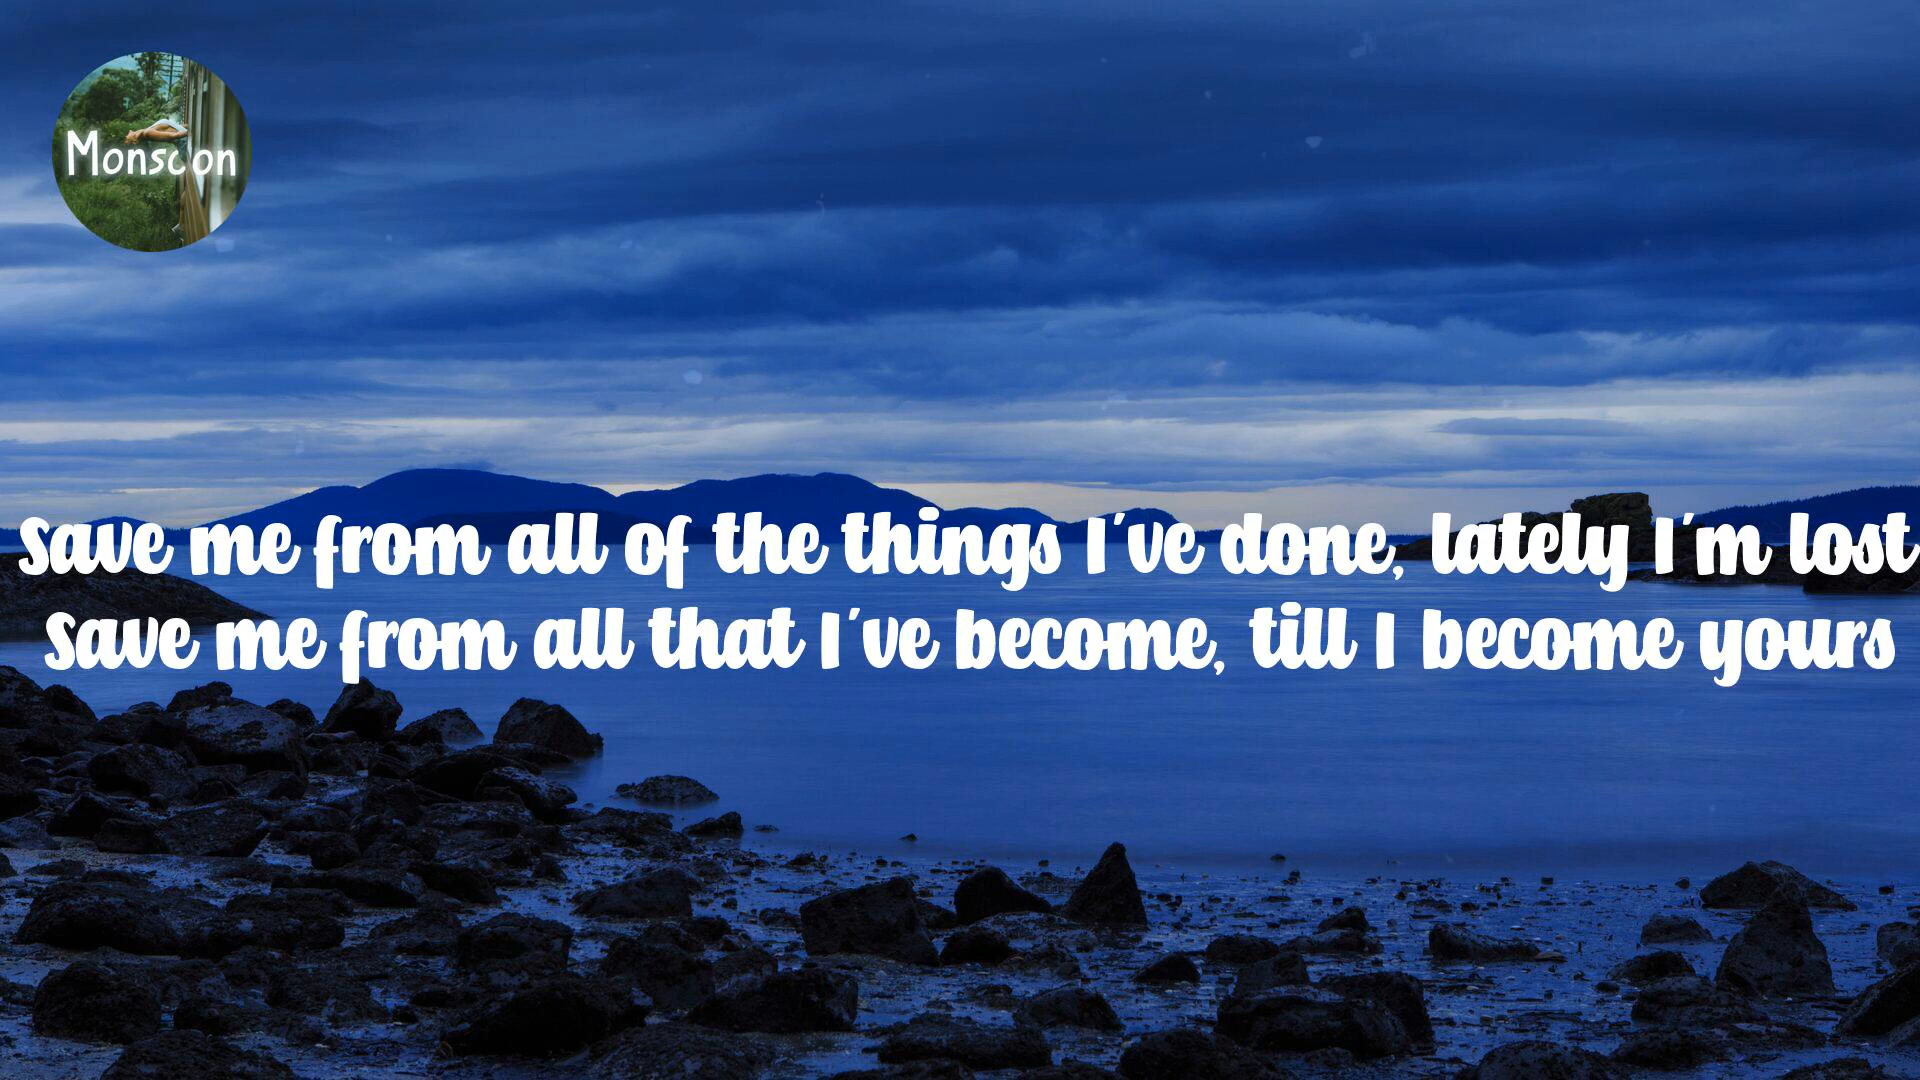 Monsoon
Save me from all of the things I've done, lately I'm lost
Save me from all that I've become, till I become yours